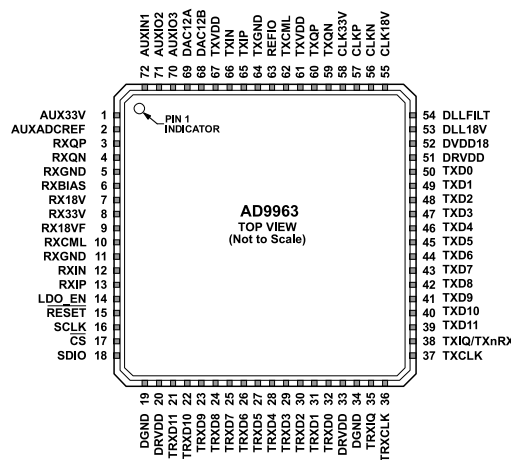 72 AUXIN1
71 AUXIO2
70 AUXIO3
69 DAC12A
68 DAC12B
67 TXVDD
66 TXIN
65 TXIP
64 TXGND
63 REFIO
62 TXCML
61 TXVDD
60 TXQP
59 TXQN
58 CLK33V
57 CLKP
56 CLKN
55 CLK18V
AUX33V 1
AUXADCREF 2
RXQP 3
RXQN 4
RXGND 5
RXBIAS 6
RX18V 7
RX33V 8
RX18VF 9
RXCML 10
RXGND 11
RXIN 12
RXIP 13
LDO_EN 14
RESET 15
SCLK 16
CS 17
SDIO 18
PIN 1
INDICATOR
AD9963
TOP VIEW
(Not to Scale)
54 DLLFILT
53 DLL18V
52 DVDD18
51 DRVDD
50 TXD0
49 TXD1
48 TXD2
47 TXD3
46 TXD4
45 TXD5
44 TXD6
43 TXD7
42 TXD8
41 TXD9
40 TXD10
39 TXD11
38 TXIQ/TXnRX
37 TXCLK
DGND 19
DRVDD 20
TRXD11 21
TRXD10 22
TRXD9 23
TRXD8 24
TRXD7 25
TRXD6 26
TRXD5 27
TRXD4 28
TRXD3 29
TRXD2 30
TRXD1 31
TRXD0 32
DRVDD 33
DGND 34
TRXIQ 35
TRXCLK 36